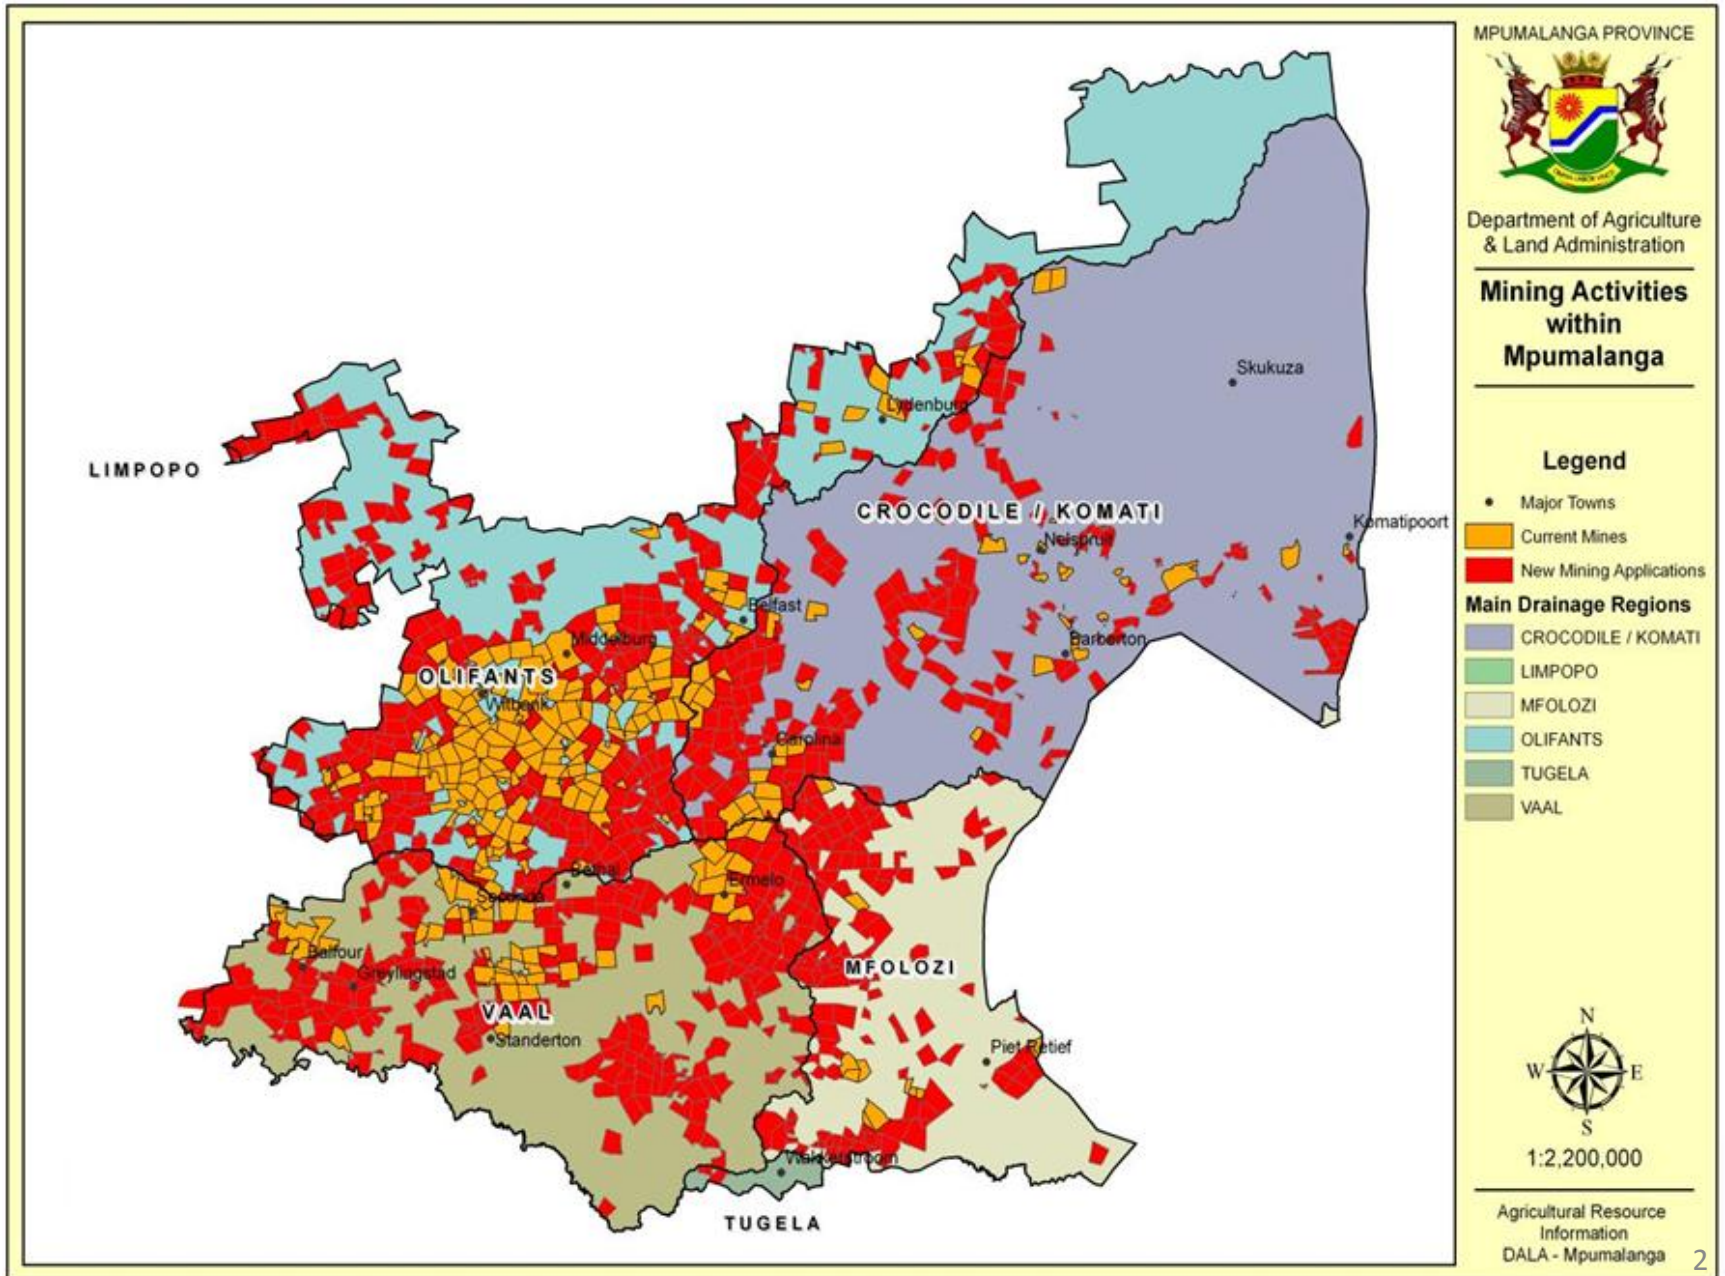 MPUMALANGA PROVINCE
Department of Agriculture
& Land Administration
Mining Activities
within
Mpumalanga
Legend
Major Towns
Current Mines
New Mining Applications
Main Drainage Regions
CROCODILE / KOMATI
LIMPOPO
MFOLOZI
OLIFANTS
TUGELA
VAAL
N
W
E
S
1:2,200,000
Agricultural Resource
Information
DALA - Mpumalanga
2
Skukuza
Lydenburg
LIMPOPO
CROCODILE / KOMATI
Komatipoort
Nelspruit
Belfast
Middelburg
Barberton
OLIFANTS
Witbank
Carolina
Bethal
Ermelo
Secunda
Balfour
MFOLOZI
Greylingstad
VAAL
Standerton
Piet Retief
Wakkerstroom
TUGELA